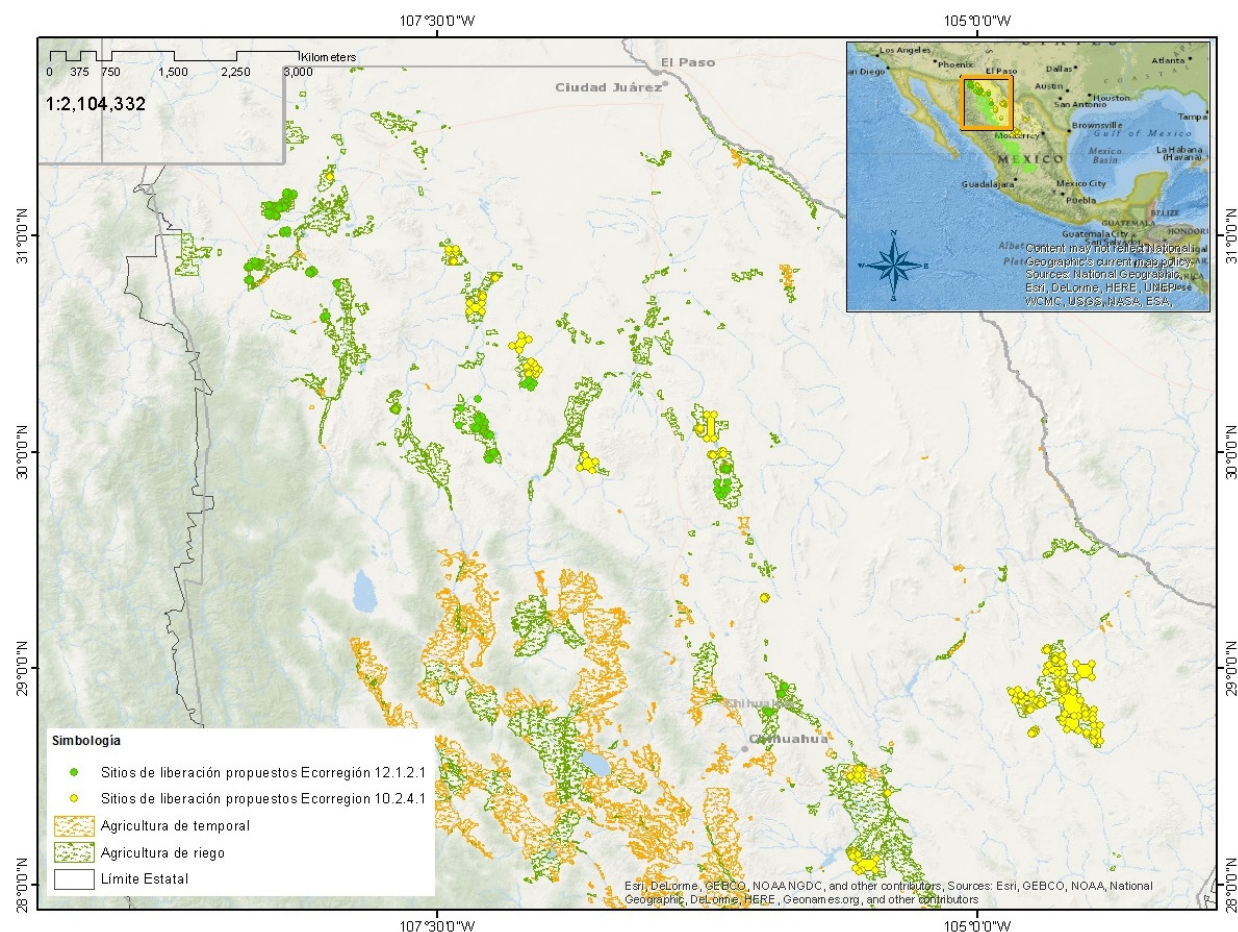 107°30'0"W
105°0'0"W
Kilometers
0 375 750 1,500 2,250 3,000
1:2,104,332
El Paso
Ciudad Juárez
Los Angeles
Phoenix
El Paso
Dallas
Atlanta
an Diego
Austin
Houston
San Antonio
COASTAL
Tampa
Brownsville
Monterrey
Gulf of Mexico
MÉXICO
Mexico
Basin
La Habana
(Havana)
Guadalajara
Mexico City
Puebla
BELIZE
GUATEMALA
Guatemala City
HONDUR
San Salvador
Content may not reflect National
Geographic's current map policy.
Sources: National Geographic,
Esri, DeLorme, HERE, UNEP-
WCMC, USGS, NASA, ESA,
N
W E
S
31°0'0"N
31°0'0"N
30°0'0"N
30°0'0"N
29°0'0"N
29°0'0"N
28°0'0"N
28°0'0"N
Chihuahua
Chihuahua
Simbología
Sitios de liberación propuestos Ecorregión 12.1.2.1
Sitios de liberación propuestos Ecorregion 10.2.4.1
Agricultura de temporal
Agricultura de riego
Límite Estatal
Esri, DeLorme, GEBCO, NOAA NGDC, and other contributors, Sources: Esri, GEBCO, NOAA, National
Geographic, DeLorme, HERE, Geonames.org, and other contributors
107°30'0"W
105°0'0"W